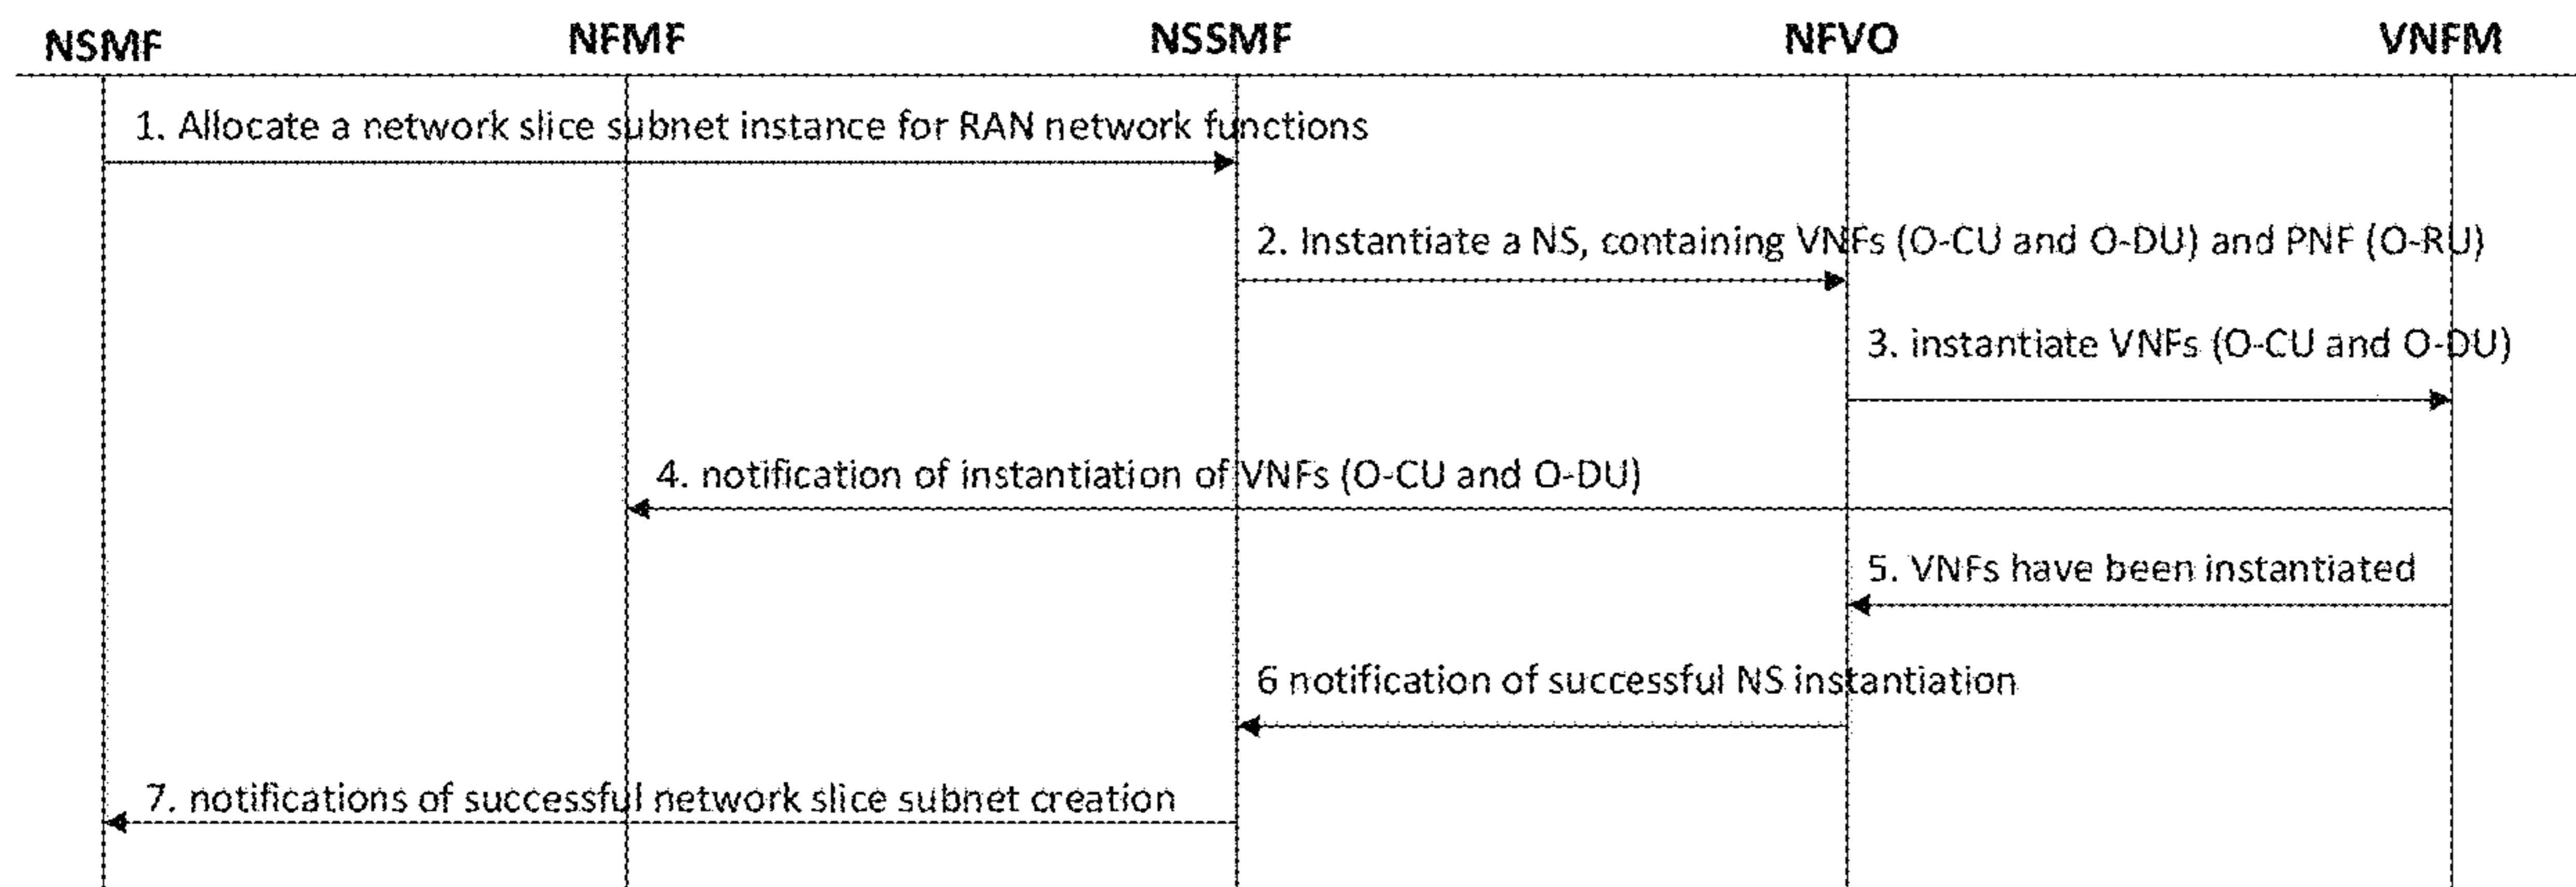 NSMF NFMF NSSMF NFVO VNFM
1. Allocate a network slice subnet instance for RAN network functions
2. Instantiate a NS, containing VNFs (O-CU and O-DU) and PNF (O-RU)
3. instantiate VNFs (O-CU and O-DU)
4. notification of instantiation of VNFs (O-CU and O-DU)
5. VNFs have been instantiated
6 notification of successful NS instantiation
7. notifications of successful network slice subnet creation